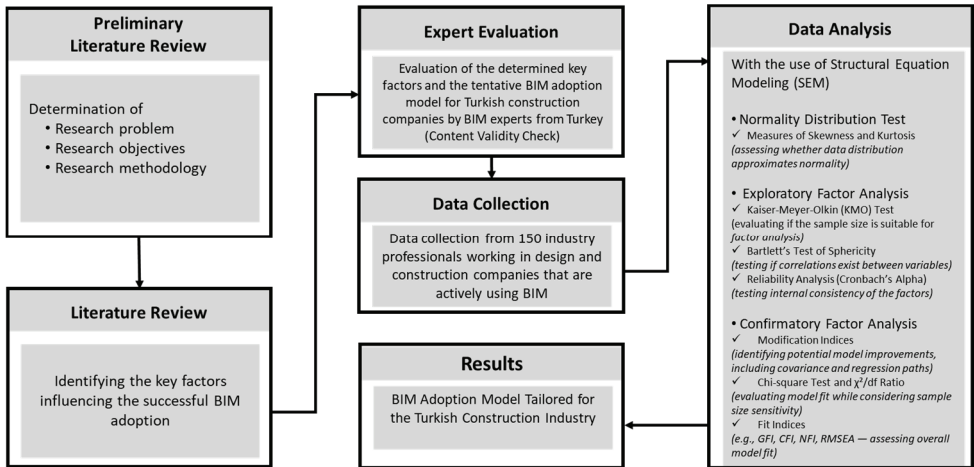 Preliminary
Literature Review
Determination of
• Research problem
• Research objectives
• Research methodology
Literature Review
Identifying the key factors
influencing the successful BIM
adoption
Expert Evaluation
Evaluation of the determined key
factors and the tentative BIM adoption
model for Turkish construction
companies by BIM experts from Turkey
(Content Validity Check)
Data Collection
Data collection from 150 industry
professionals working in design and
construction companies that are
actively using BIM
Data Analysis
With the use of Structural Equation
Modeling (SEM)
• Normality Distribution Test
✓ Measures of Skewness and Kurtosis
(assessing whether data distribution
approximates normality)
• Exploratory Factor Analysis
✓ Kaiser-Meyer-Olkin (KMO) Test
(evaluating if the sample size is suitable for
factor analysis)
✓ Bartlett's Test of Sphericity
(testing if correlations exist between variables)
✓ Reliability Analysis (Cronbach's Alpha)
(testing internal consistency of the factors)
• Confirmatory Factor Analysis
✓ Modification Indices
(identifying potential model improvements,
including covariance and regression paths)
✓ Chi-square Test and χ²/df Ratio
(evaluating model fit while considering sample
size sensitivity)
✓ Fit Indices
(e.g., GFI, CFI, NFI, RMSEA — assessing overall
model fit)
Results
BIM Adoption Model Tailored for
the Turkish Construction Industry